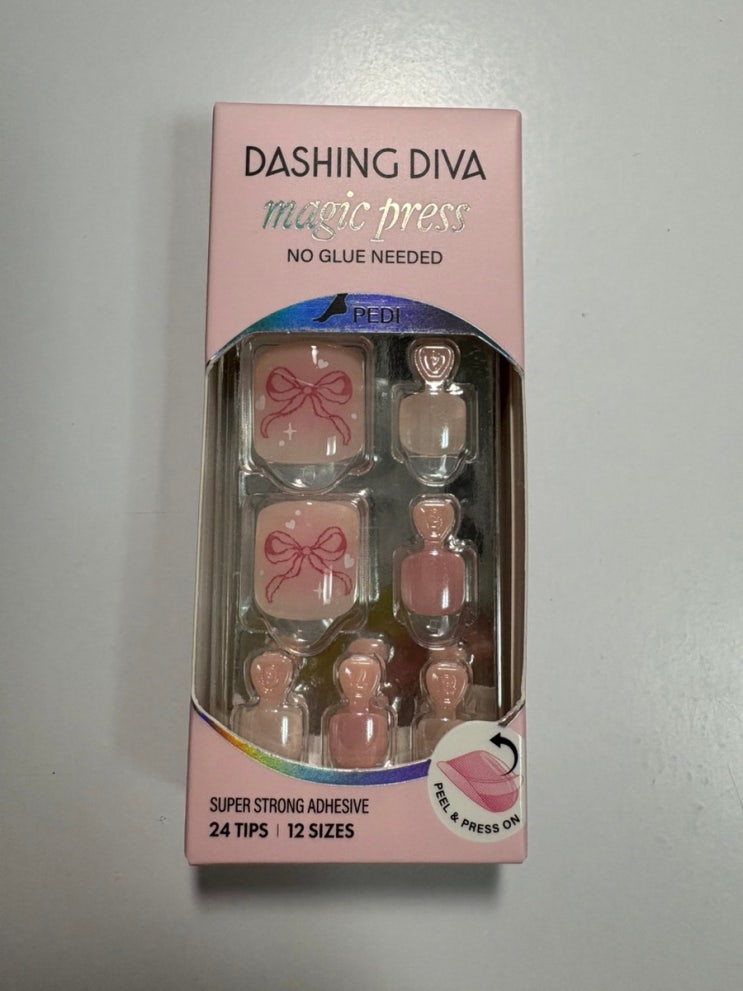 DASHING DIVA
magic press
NO GLUE NEEDED
PEDI
PEEL & PRESS ON
SUPER STRONG ADHESIVE
24 TIPS | 12 SIZES